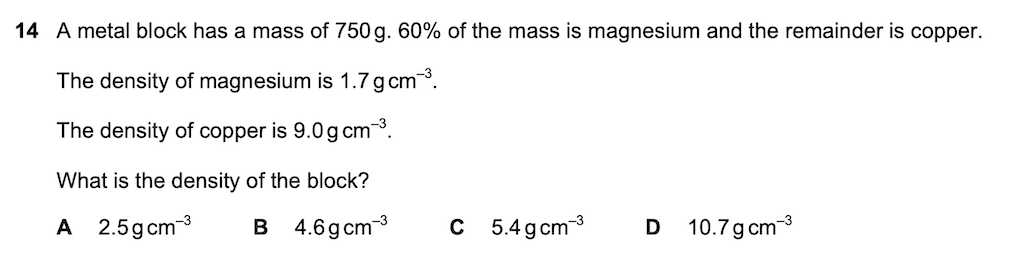 14 A metal block has a mass of 750 g. 60% of the mass is magnesium and the remainder is copper.
The density of magnesium is 1.7 g cm⁻³.
The density of copper is 9.0 g cm⁻³.
What is the density of the block?
A 2.5 g cm⁻³ B 4.6 g cm⁻³ C 5.4 g cm⁻³ D 10.7 g cm⁻³